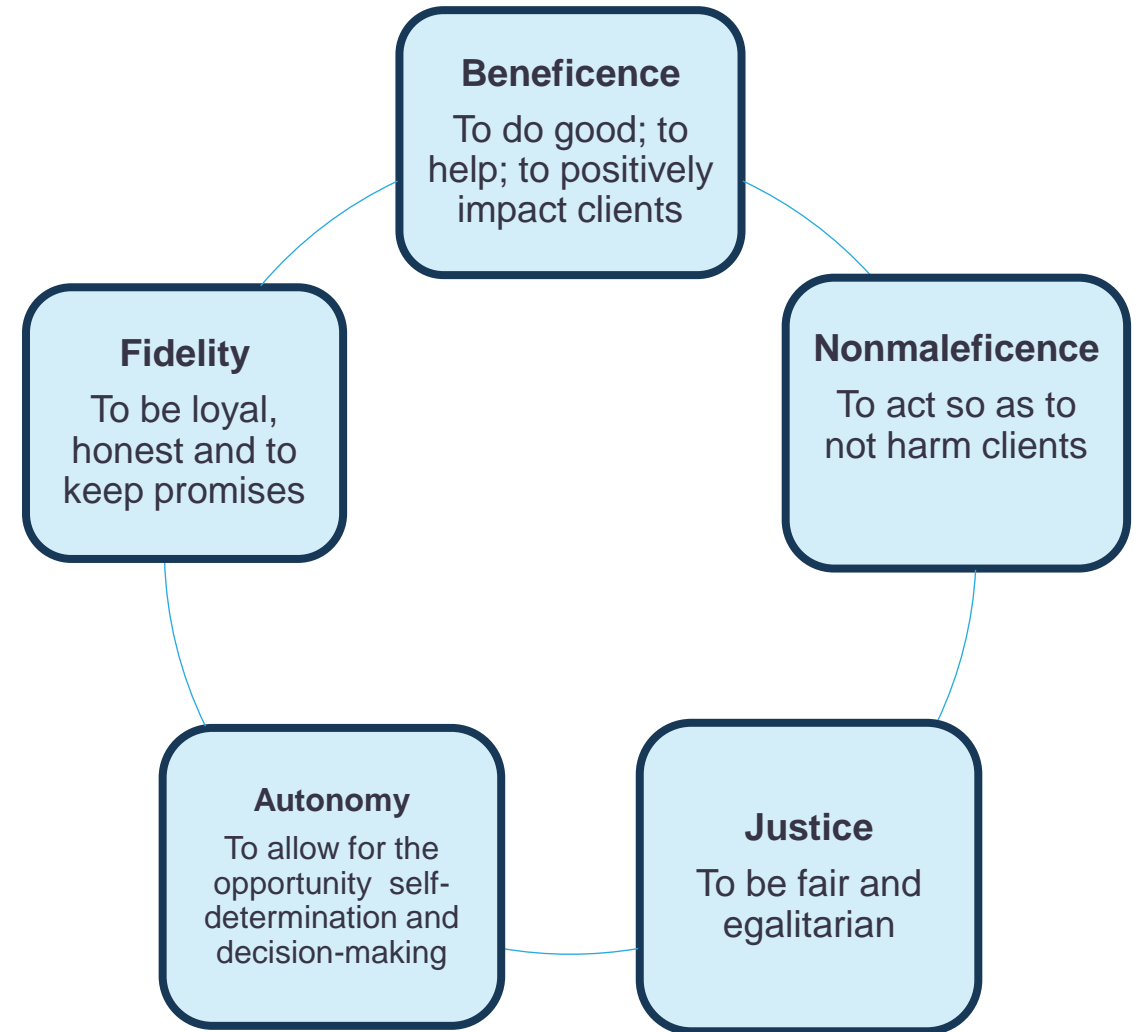 Beneficence
To do good; to
help; to positively
impact clients
Nonmaleficence
To act so as to
not harm clients
Justice
To be fair and
egalitarian
Autonomy
To allow for the
opportunity  self-
determination and
decision-making
Fidelity
To be loyal,
honest and to
keep promises